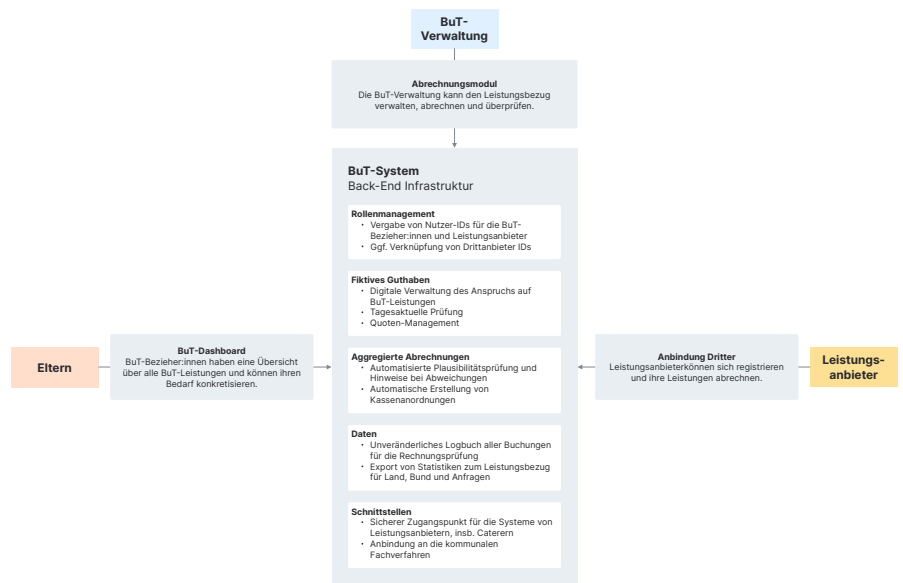 BuT-
Verwaltung
Abrechnungsmodul
Die BuT-Verwaltung kann den Leistungsbezug
verwalten, abrechnen und überprüfen.
BuT-System
Back-End Infrastruktur
Rollenmanagement
• Vergabe von Nutzer-IDs für die BuT-
Bezieher:innen und Leistungsanbieter
• Ggf. Verknüpfung von Drittanbieter IDs
Fiktives Guthaben
• Digitale Verwaltung des Anspruchs auf
BuT-Leistungen
• Tagesaktuelle Prüfung
• Quoten-Management
Eltern
BuT-Dashboard
BuT-Bezieher:innen haben eine Übersicht
über alle BuT-Leistungen und können ihren
Bedarf konkretisieren.
Aggregierte Abrechnungen
• Automatisierte Plausibilitätsprüfung und
Hinweise bei Abweichungen
• Automatische Erstellung von
Kassenanordnungen
Anbindung Dritter
Leistungsanbieterkönnen sich registrieren
und ihre Leistungen abrechnen.
Leistungs-
anbieter
Daten
• Unveränderliches Logbuch aller Buchungen
für die Rechnungsprüfung
• Export von Statistiken zum Leistungsbezug
für Land, Bund und Anfragen
Schnittstellen
• Sicherer Zugangspunkt für die Systeme von
Leistungsanbietern, insb. Caterern
• Anbindung an die kommunalen
Fachverfahren